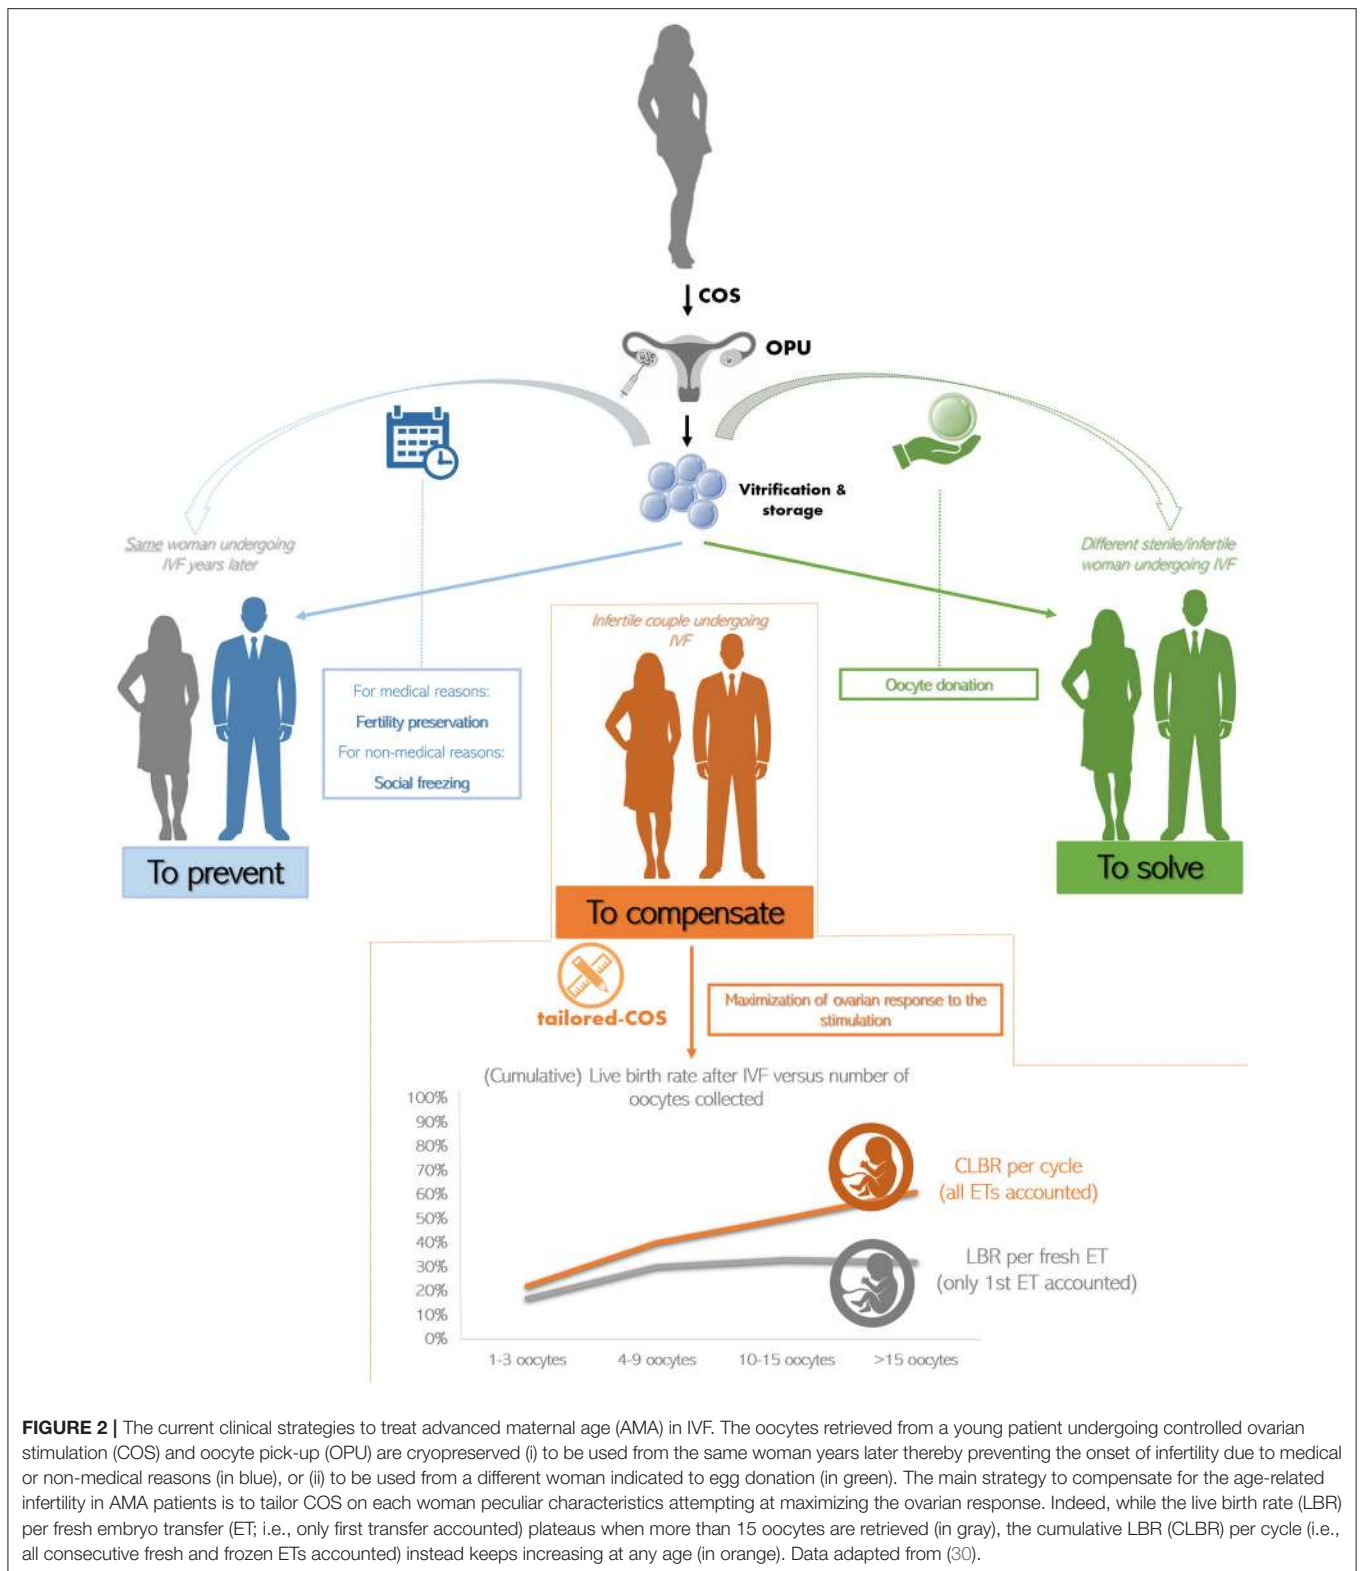 COS
OPU
Vitrification &
storage
Same woman undergoing
IVF years later
Different sterile/infertile
woman undergoing IVF
Infertile couple undergoing
IVF
For medical reasons:
Fertility preservation
For non-medical reasons:
Social freezing
Oocyte donation
To prevent
To solve
To compensate
tailored-COS
Maximization of ovarian response to the
stimulation
(Cumulative) Live birth rate after IVF versus number of
oocytes collected
100%
90%
80%
70%
60%
50%
40%
30%
20%
10%
0%
CLBR per cycle
(all ETs accounted)
LBR per fresh ET
(only 1st ET accounted)
1-3 oocytes
4-9 oocytes
10-15 oocytes
>15 oocytes
FIGURE 2 | The current clinical strategies to treat advanced maternal age (AMA) in IVF. The oocytes retrieved from a young patient undergoing controlled ovarian
stimulation (COS) and oocyte pick-up (OPU) are cryopreserved (i) to be used from the same woman years later thereby preventing the onset of infertility due to medical
or non-medical reasons (in blue), or (ii) to be used from a different woman indicated to egg donation (in green). The main strategy to compensate for the age-related
infertility in AMA patients is to tailor COS on each woman peculiar characteristics attempting at maximizing the ovarian response. Indeed, while the live birth rate (LBR)
per fresh embryo transfer (ET; i.e., only first transfer accounted) plateaus when more than 15 oocytes are retrieved (in gray), the cumulative LBR (CLBR) per cycle (i.e.,
all consecutive fresh and frozen ETs accounted) instead keeps increasing at any age (in orange). Data adapted from (30).